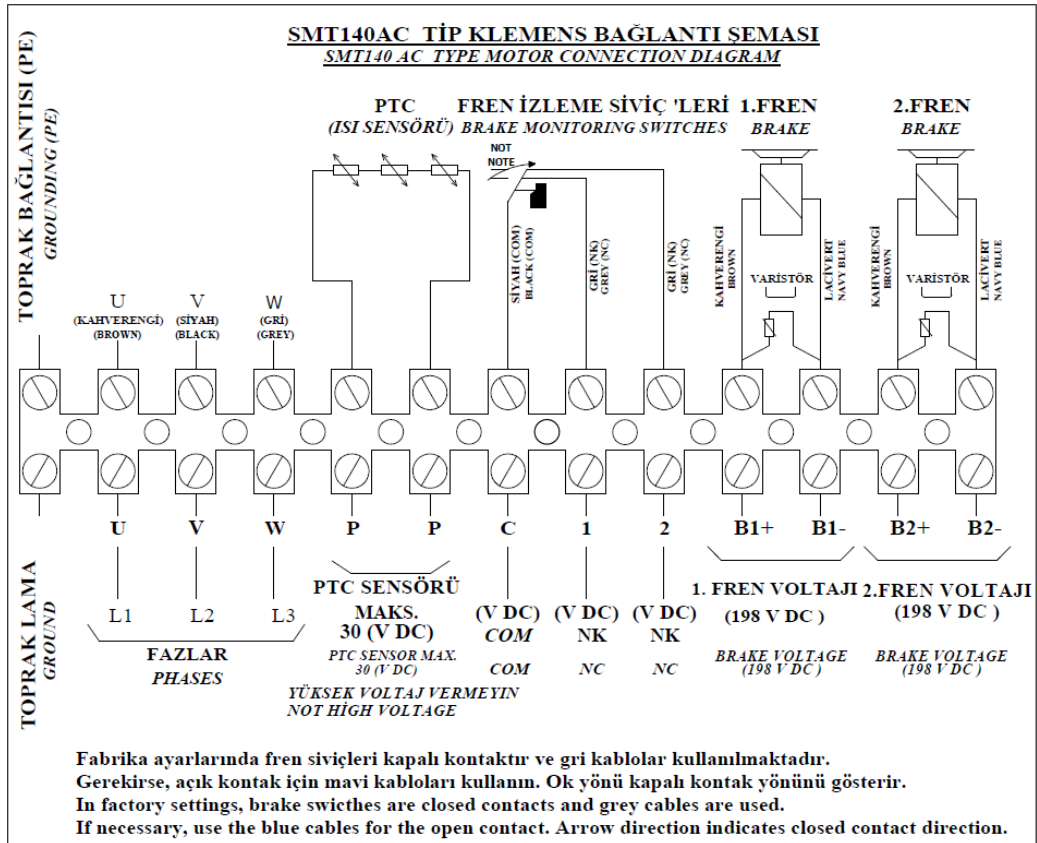 SMT140AC TİP KLEMENS BAĞLANTI ŞEMASI
SMT140 AC TYPE MOTOR CONNECTION DIAGRAM
TOPRAK BAĞLANTISI (PE)
GROUNDING (PE)
PTC
(ISI SENSÖRÜ)
FREN İZLEME SİVİÇ 'LERİ
BRAKE MONITORING SWITCHES
1.FREN
BRAKE
2.FREN
BRAKE
NOT
NOTE
SİYAH (COM)
BLACK (COM)
GRİ (NK)
GREY (NC)
GRİ (NK)
GREY (NC)
KAHVERENGİ
BROWN
VARİSTÖR
LACİVERT
NAVY BLUE
KAHVERENGİ
BROWN
VARİSTÖR
LACİVERT
NAVY BLUE
U
(KAHVERENGİ)
(BROWN)
V
(SİYAH)
(BLACK)
W
(GRİ)
(GREY)
U V W P P C 1 2 B1+ B1- B2+ B2-
TOPRAK LAMA
GROUND
L1 L2 L3
FAZLAR
PHASES
PTC SENSÖRÜ
MAKS.
30 (V DC)
PTC SENSOR MAX.
30 (V DC)
YÜKSEK VOLTAJ VERMEYIN
NOT HIGH VOLTAGE
(V DC)
COM
COM
(V DC)
NK
NC
(V DC)
NK
NC
1. FREN VOLTAJI
(198 V DC )
BRAKE VOLTAGE
(198 V DC )
2.FREN VOLTAJI
(198 V DC )
BRAKE VOLTAGE
(198 V DC )
Fabrika ayarlarında fren siviçleri kapalı kontaktır ve gri kablolar kullanılmaktadır.
Gerekirse, açık kontak için mavi kabloları kullanın. Ok yönü kapalı kontak yönünü gösterir.
In factory settings, brake swicthes are closed contacts and grey cables are used.
If necessary, use the blue cables for the open contact. Arrow direction indicates closed contact direction.